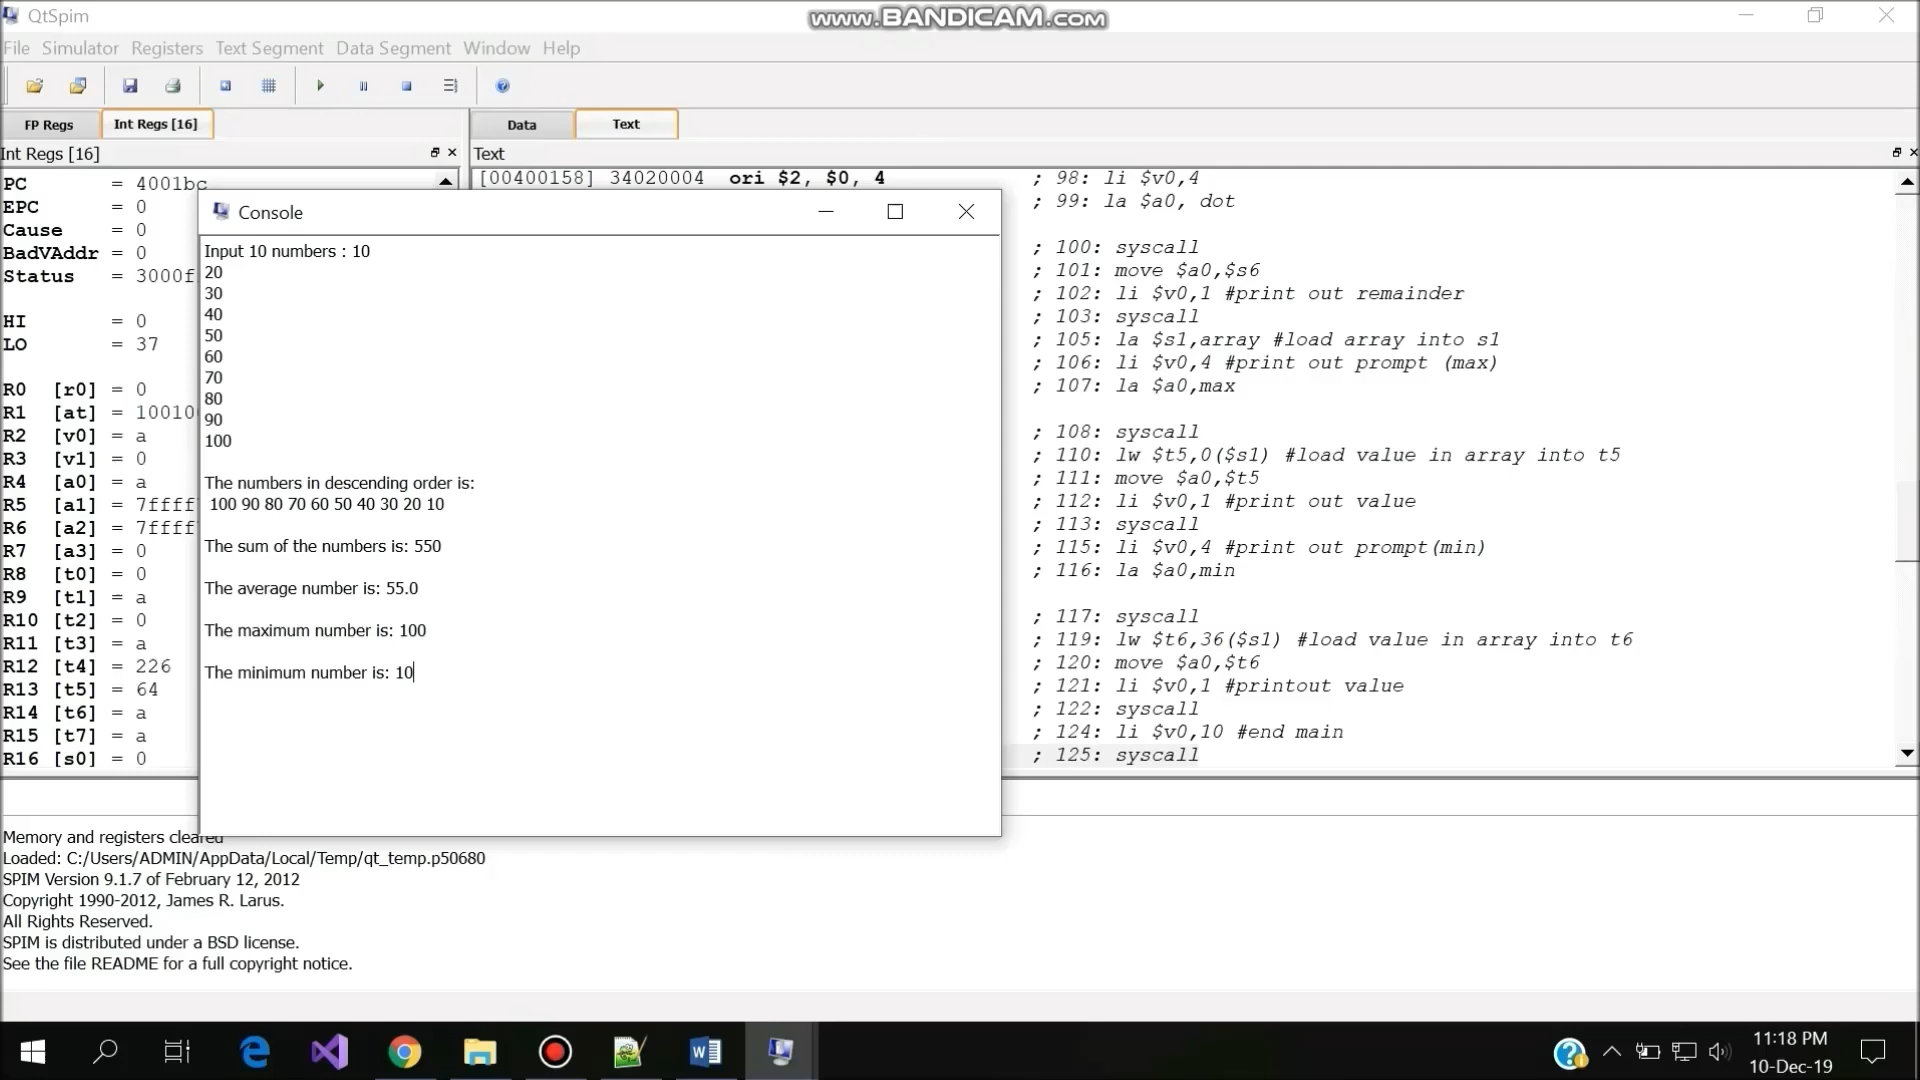 QtSpim
www.BANDICAM.com
File Simulator Registers Text Segment Data Segment Window Help
FP Regs Int Regs [16] Data Text
Int Regs [16] Text
PC = 4001bc
EPC = 0
Cause = 0
BadVAddr = 0
Status = 3000f
HI = 0
LO = 37
R0 [r0] = 0
R1 [at] = 10010
R2 [v0] = a
R3 [v1] = 0
R4 [a0] = a
R5 [a1] = 7ffff
R6 [a2] = 7ffff
R7 [a3] = 0
R8 [t0] = 0
R9 [t1] = a
R10 [t2] = 0
R11 [t3] = a
R12 [t4] = 226
R13 [t5] = 64
R14 [t6] = a
R15 [t7] = a
R16 [s0] = 0
[00400158] 34020004 ori $2, $0, 4 ; 98: li $v0,4
; 99: la $a0, dot
; 100: syscall
; 101: move $a0,$s6
; 102: li $v0,1 #print out remainder
; 103: syscall
; 105: la $s1,array #load array into s1
; 106: li $v0,4 #print out prompt (max)
; 107: la $a0,max
; 108: syscall
; 110: lw $t5,0($s1) #load value in array into t5
; 111: move $a0,$t5
; 112: li $v0,1 #print out value
; 113: syscall
; 115: li $v0,4 #print out prompt(min)
; 116: la $a0,min
; 117: syscall
; 119: lw $t6,36($s1) #load value in array into t6
; 120: move $a0,$t6
; 121: li $v0,1 #printout value
; 122: syscall
; 124: li $v0,10 #end main
; 125: syscall
Console
Input 10 numbers : 10
20
30
40
50
60
70
80
90
100
The numbers in descending order is:
100 90 80 70 60 50 40 30 20 10
The sum of the numbers is: 550
The average number is: 55.0
The maximum number is: 100
The minimum number is: 10
Memory and registers cleared
Loaded: C:/Users/ADMIN/AppData/Local/Temp/qt_temp.p50680
SPIM Version 9.1.7 of February 12, 2012
Copyright 1990-2012, James R. Larus.
All Rights Reserved.
SPIM is distributed under a BSD license.
See the file README for a full copyright notice.
11:18 PM
10-Dec-19